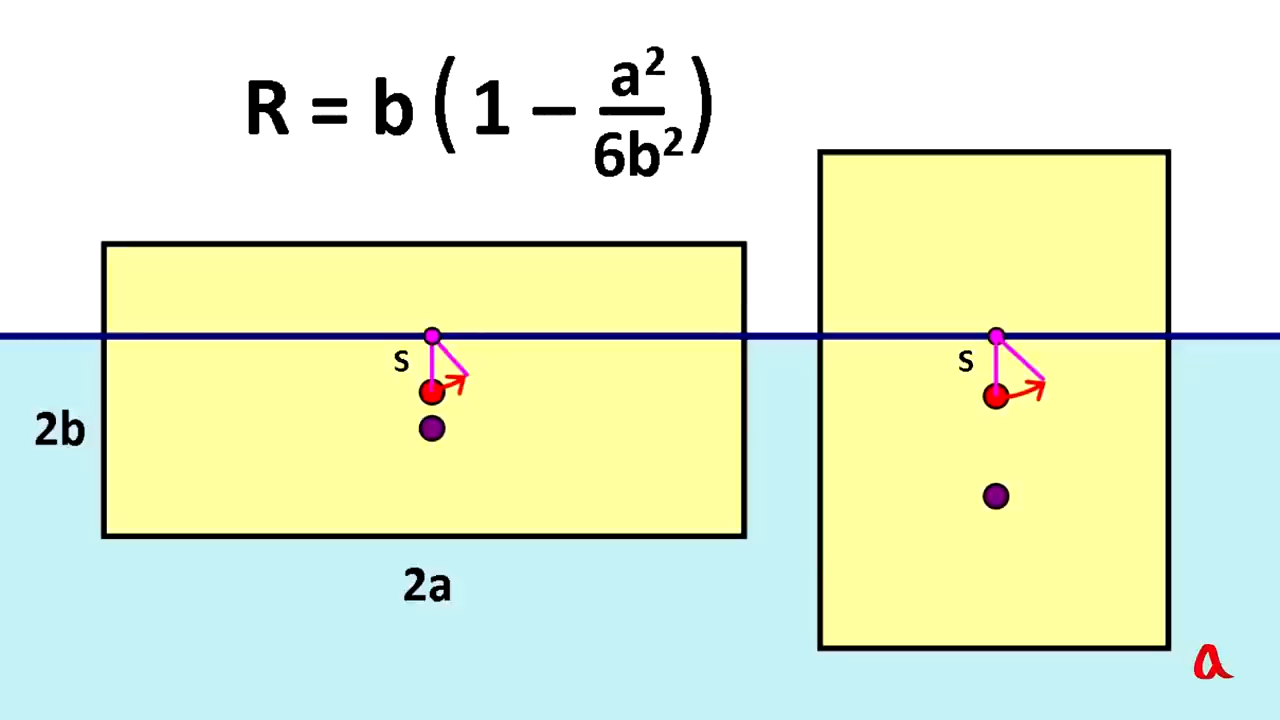 R = b ( 1 – a²/6b² )
S
S
2b
2a
a